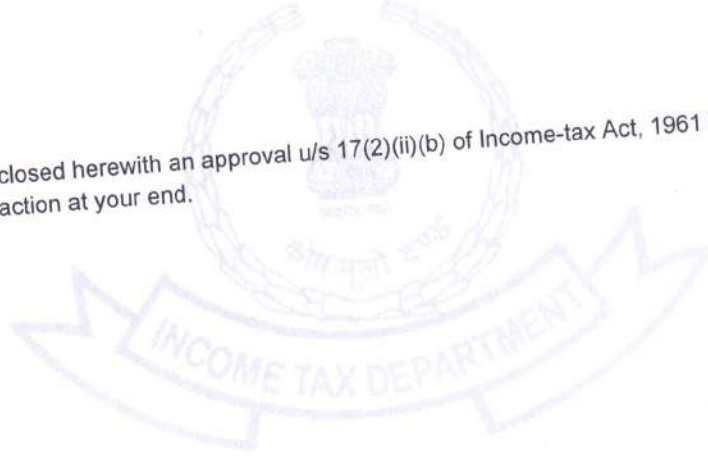 closed herewith an approval u/s 17(2)(ii)(b) of Income-tax Act, 1961
action at your end.
कोष मूलो दण्डः
INCOME TAX DEPARTMENT